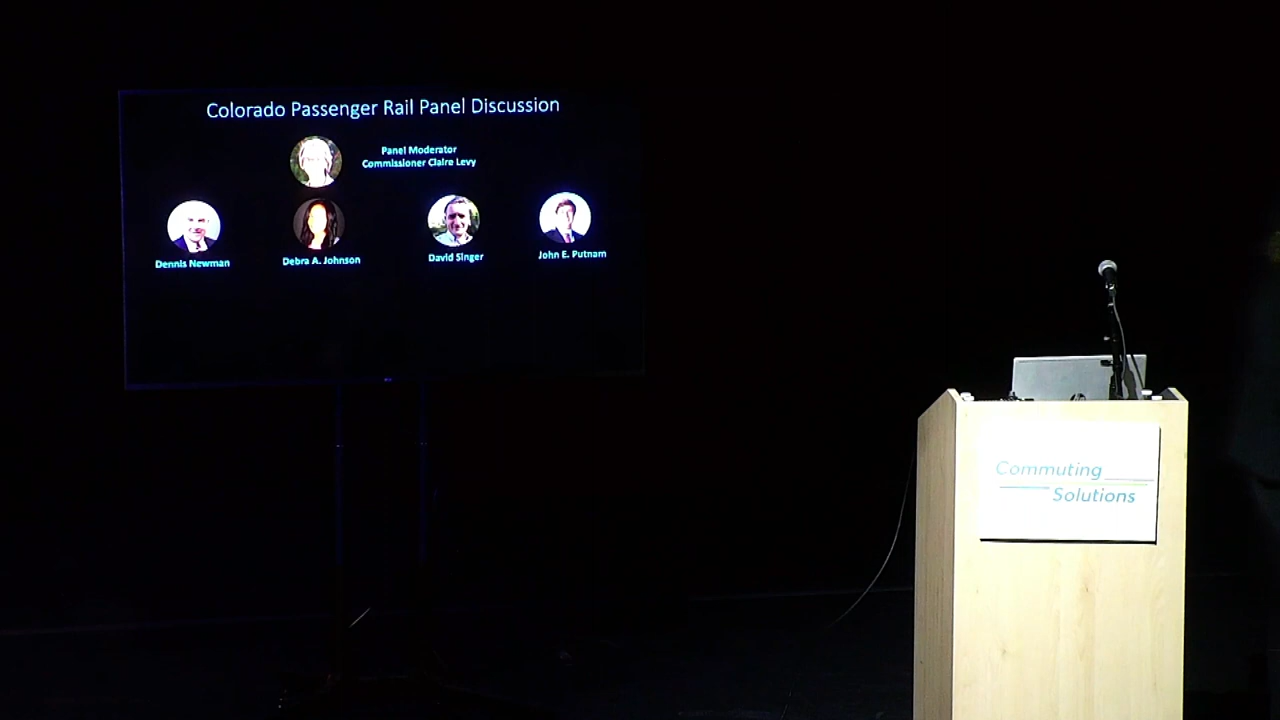 Colorado Passenger Rail Panel Discussion
Panel Moderator
Commissioner Claire Levy
Dennis Newman
Debra A. Johnson
David Singer
John E. Putnam
Commuting
Solutions